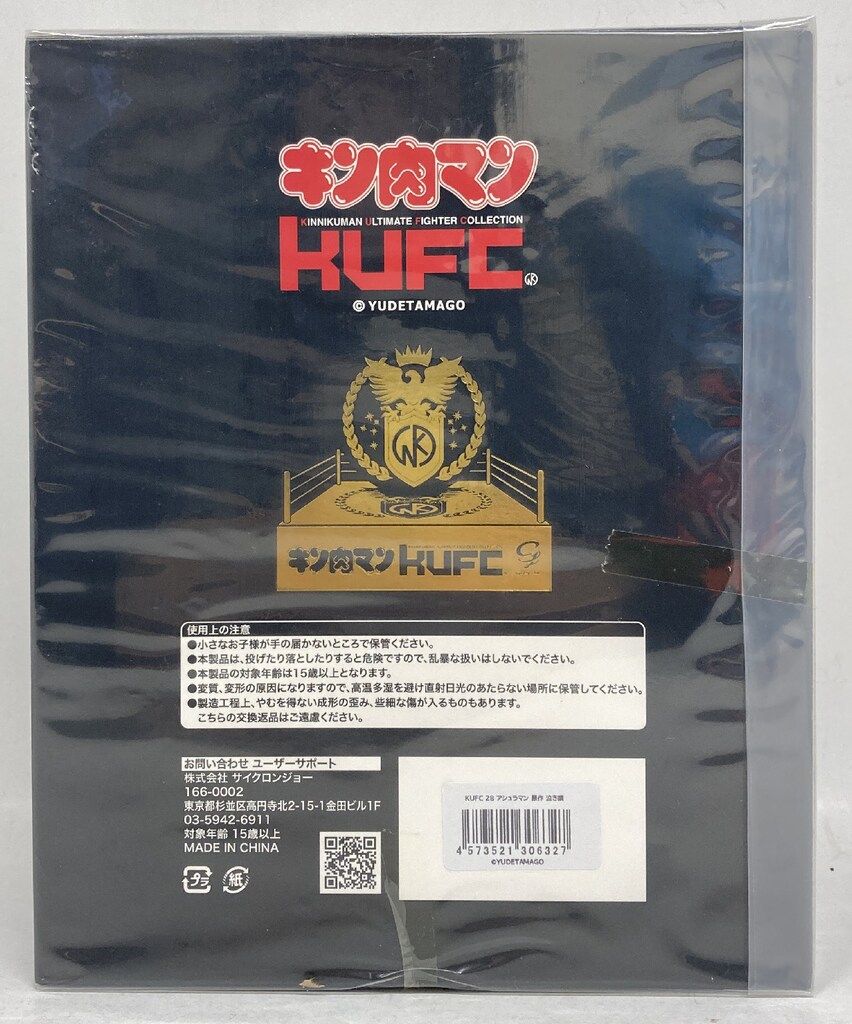 キン肉マン
KINNIKUMAN ULTIMATE FIGHTER COLLECTION
KUFC
©YUDETAMAGO
キン肉マン KUFC
使用上の注意
●小さなお子様が手の届かないところで保管ください。
●本製品は、投げたり落としたりすると危険ですので、乱暴な扱いはしないでください。
●本製品の対象年齢は15歳以上となります。
●変質、変形の原因になりますので、高温多湿を避け直射日光のあたらない場所に保管してください。
●製造工程上、やむを得ない成形の歪み、些細な傷が入るものもあります。
こちらの交換返品はご遠慮ください。
お問い合わせ ユーザーサポート
株式会社 サイクロンジョー
166-0002
東京都杉並区高円寺北2-15-1金田ビル1F
03-5942-6911
対象年齢 15歳以上
MADE IN CHINA
プラ
紙
KUFC 28 アシュラマン 原作
4 573521 306327
©YUDETAMAGO